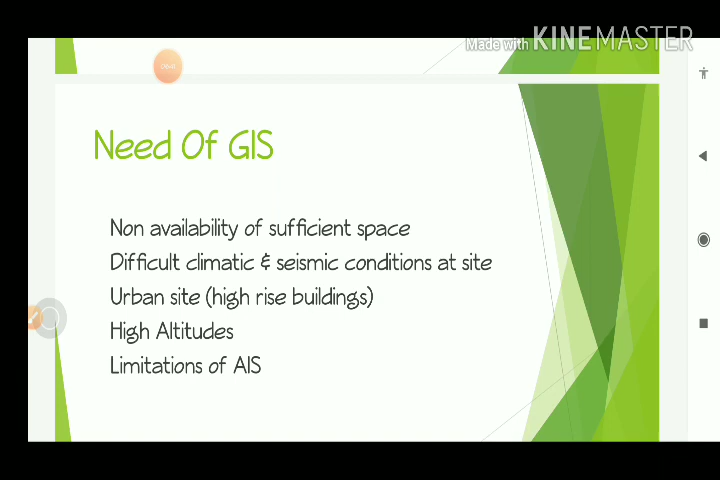 Made with KINEMASTER
Need Of GIS
Non availability of sufficient space
Difficult climatic & seismic conditions at site
Urban site (high rise buildings)
High Altitudes
Limitations of AIS